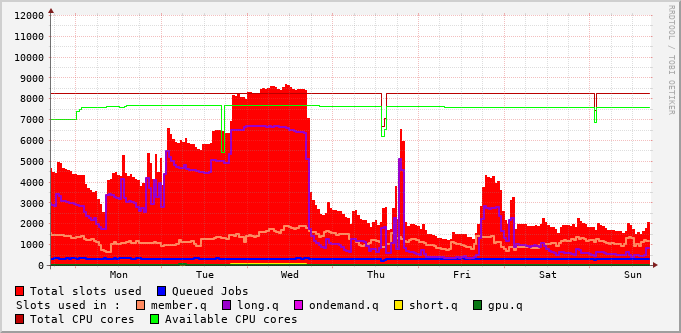 12000
11000
10000
9000
8000
7000
6000
5000
4000
3000
2000
1000
0
Mon Tue Wed Thu Fri Sat Sun
RRDTOOL / TOBI OETIKER
Total slots used Queued Jobs
Slots used in : member.q long.q ondemand.q short.q gpu.q
Total CPU cores Available CPU cores